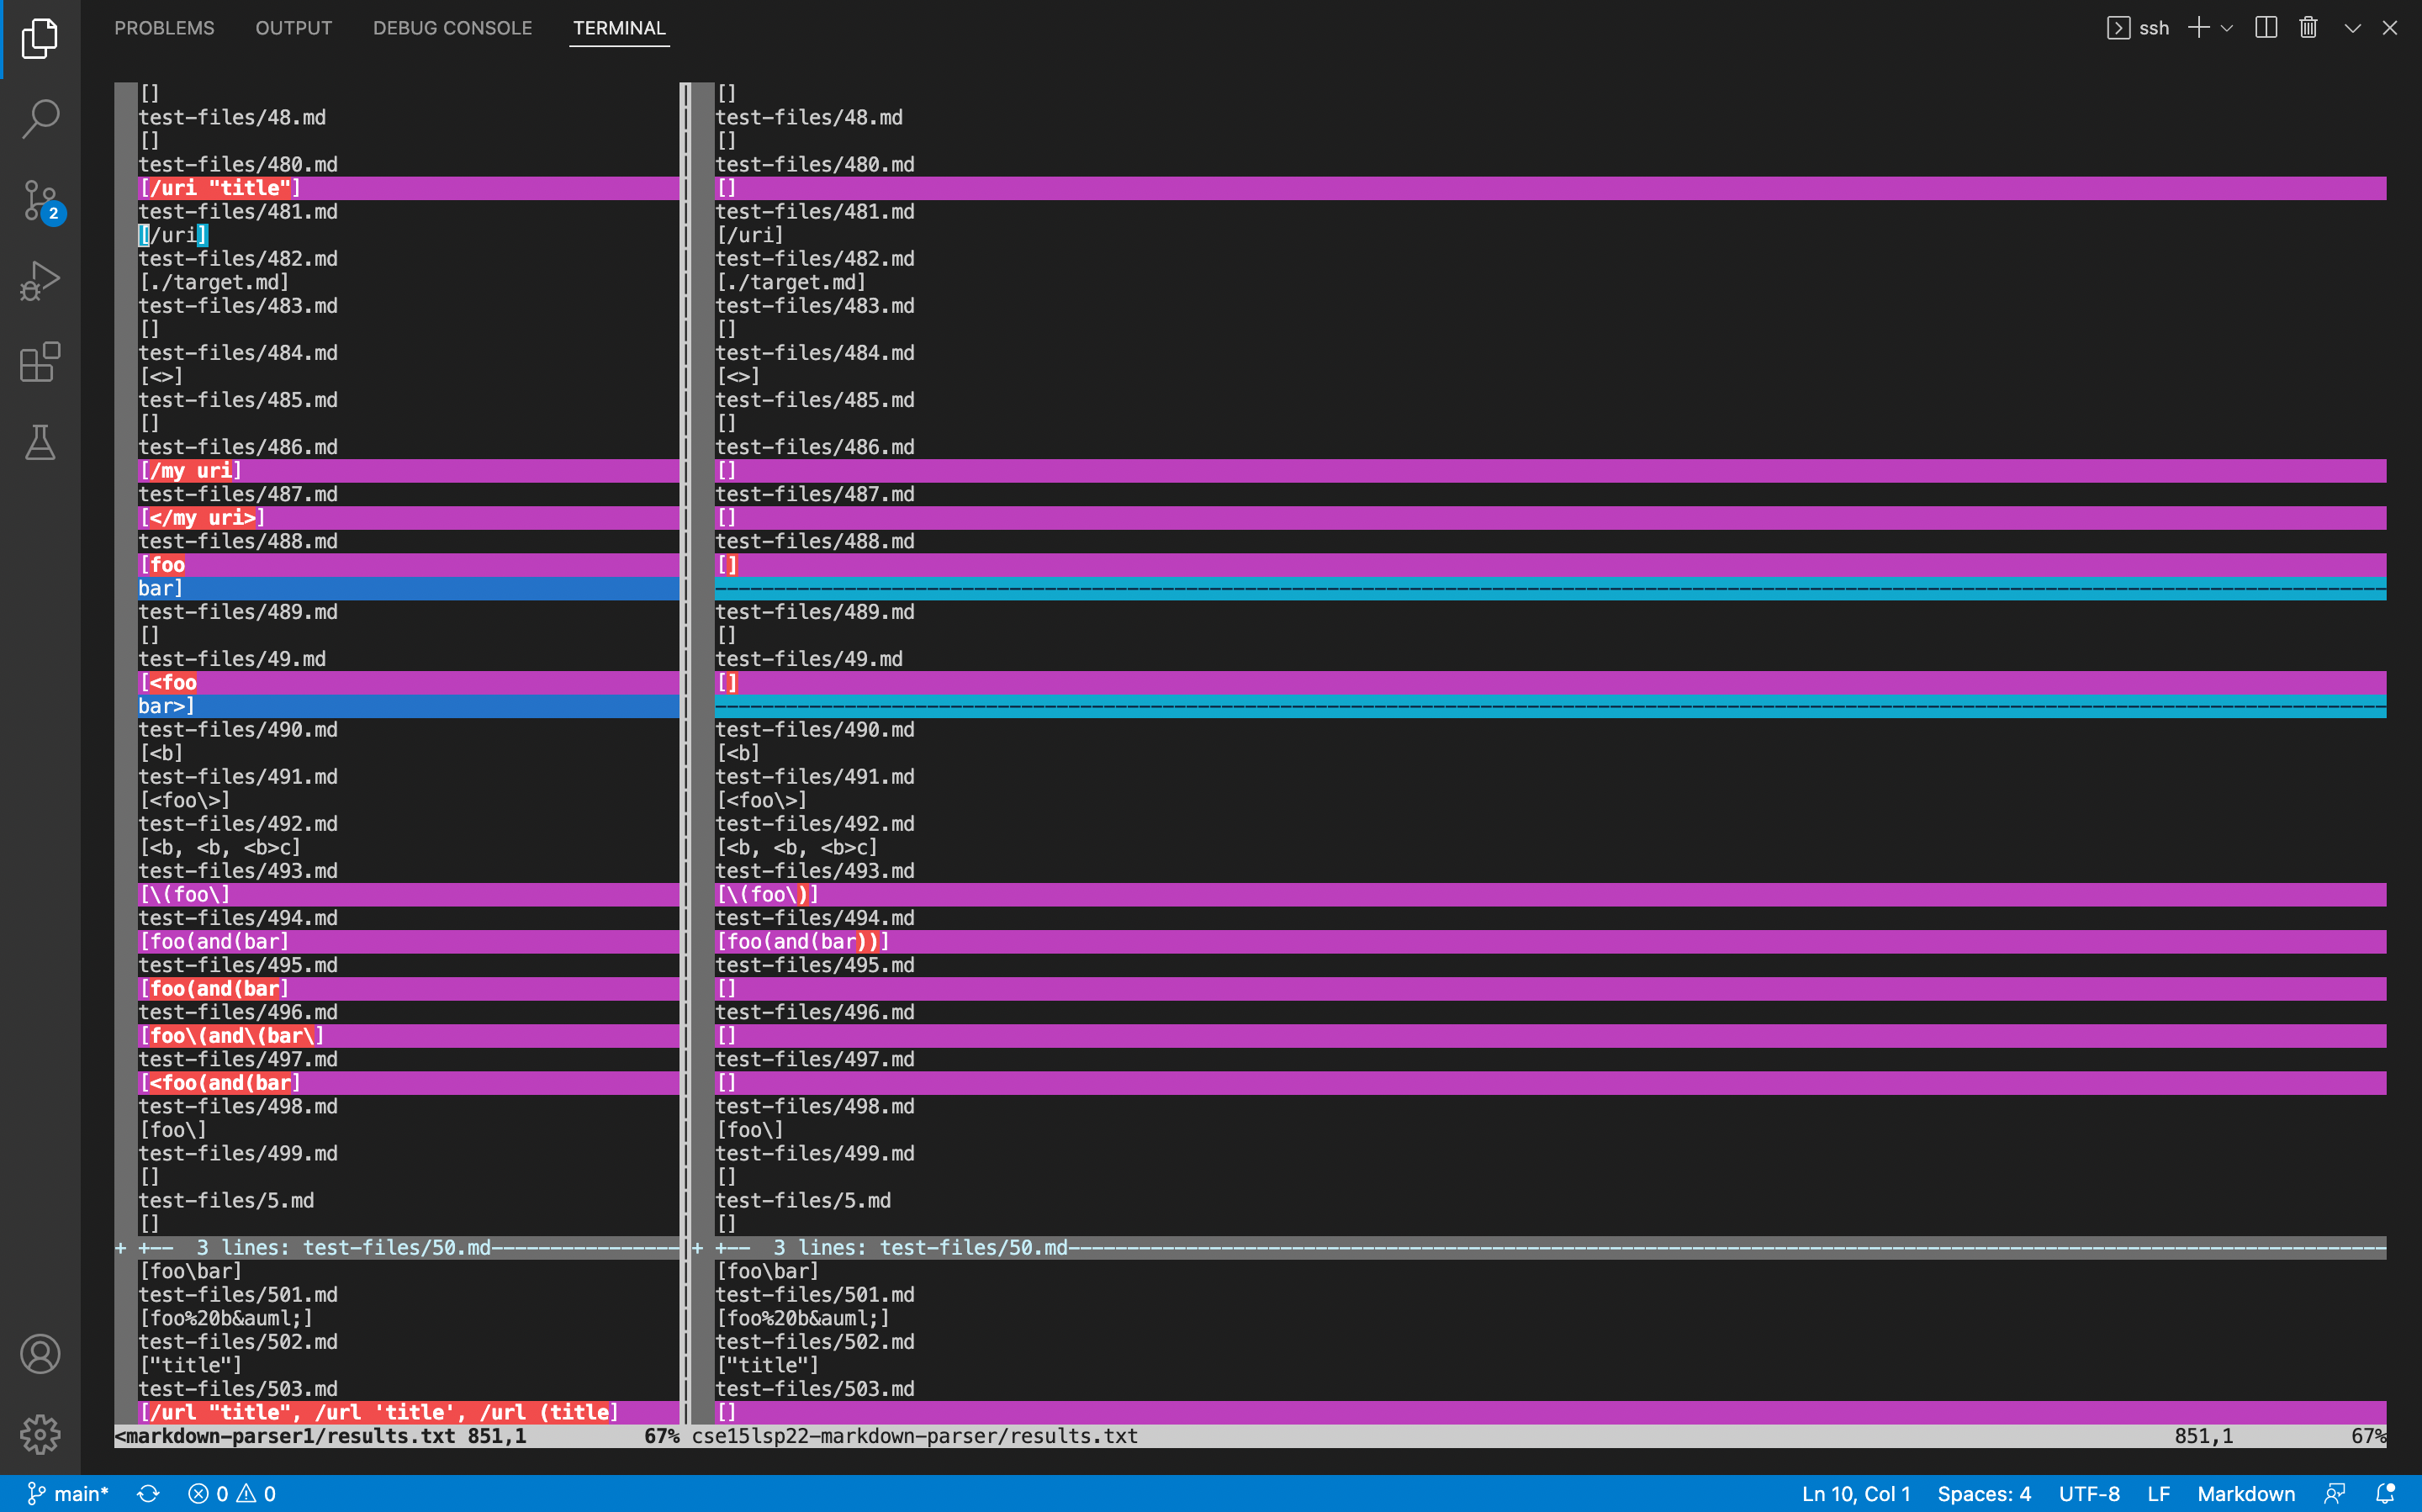 PROBLEMS OUTPUT DEBUG CONSOLE TERMINAL ssh
[] []
test-files/48.md test-files/48.md
[] []
test-files/480.md test-files/480.md
[/uri "title"] []
test-files/481.md test-files/481.md
[/uri] [/uri]
test-files/482.md test-files/482.md
[./target.md] [./target.md]
test-files/483.md test-files/483.md
[] []
test-files/484.md test-files/484.md
[<>] [<>]
test-files/485.md test-files/485.md
[] []
test-files/486.md test-files/486.md
[/my uri] []
test-files/487.md test-files/487.md
[</my uri>] []
test-files/488.md test-files/488.md
[foo []
bar] ----------------------------------------------------------------------------------------------------------------------------------------------
test-files/489.md test-files/489.md
[] []
test-files/49.md test-files/49.md
[<foo []
bar>] ----------------------------------------------------------------------------------------------------------------------------------------------
test-files/490.md test-files/490.md
[<b] [<b]
test-files/491.md test-files/491.md
[<foo\>] [<foo\>]
test-files/492.md test-files/492.md
[<b, <b, <b>c] [<b, <b, <b>c]
test-files/493.md test-files/493.md
[\(foo\] [\(foo\)]
test-files/494.md test-files/494.md
[foo(and(bar] [foo(and(bar))]
test-files/495.md test-files/495.md
[foo(and(bar] []
test-files/496.md test-files/496.md
[foo\(and\(bar\] []
test-files/497.md test-files/497.md
[<foo(and(bar] []
test-files/498.md test-files/498.md
[foo\] [foo\]
test-files/499.md test-files/499.md
[] []
test-files/5.md test-files/5.md
[] []
+ +--  3 lines: test-files/50.md---------------- + +--  3 lines: test-files/50.md----------------------------------------------------------------------------------------------------------------
[foo\bar] [foo\bar]
test-files/501.md test-files/501.md
[foo%20b&auml;] [foo%20b&auml;]
test-files/502.md test-files/502.md
["title"] ["title"]
test-files/503.md test-files/503.md
[/url "title", /url 'title', /url (title] []
<markdown-parser1/results.txt 851,1 67% cse15lsp22-markdown-parser/results.txt 851,1 67%
2
main* 0 0 Ln 10, Col 1 Spaces: 4 UTF-8 LF Markdown